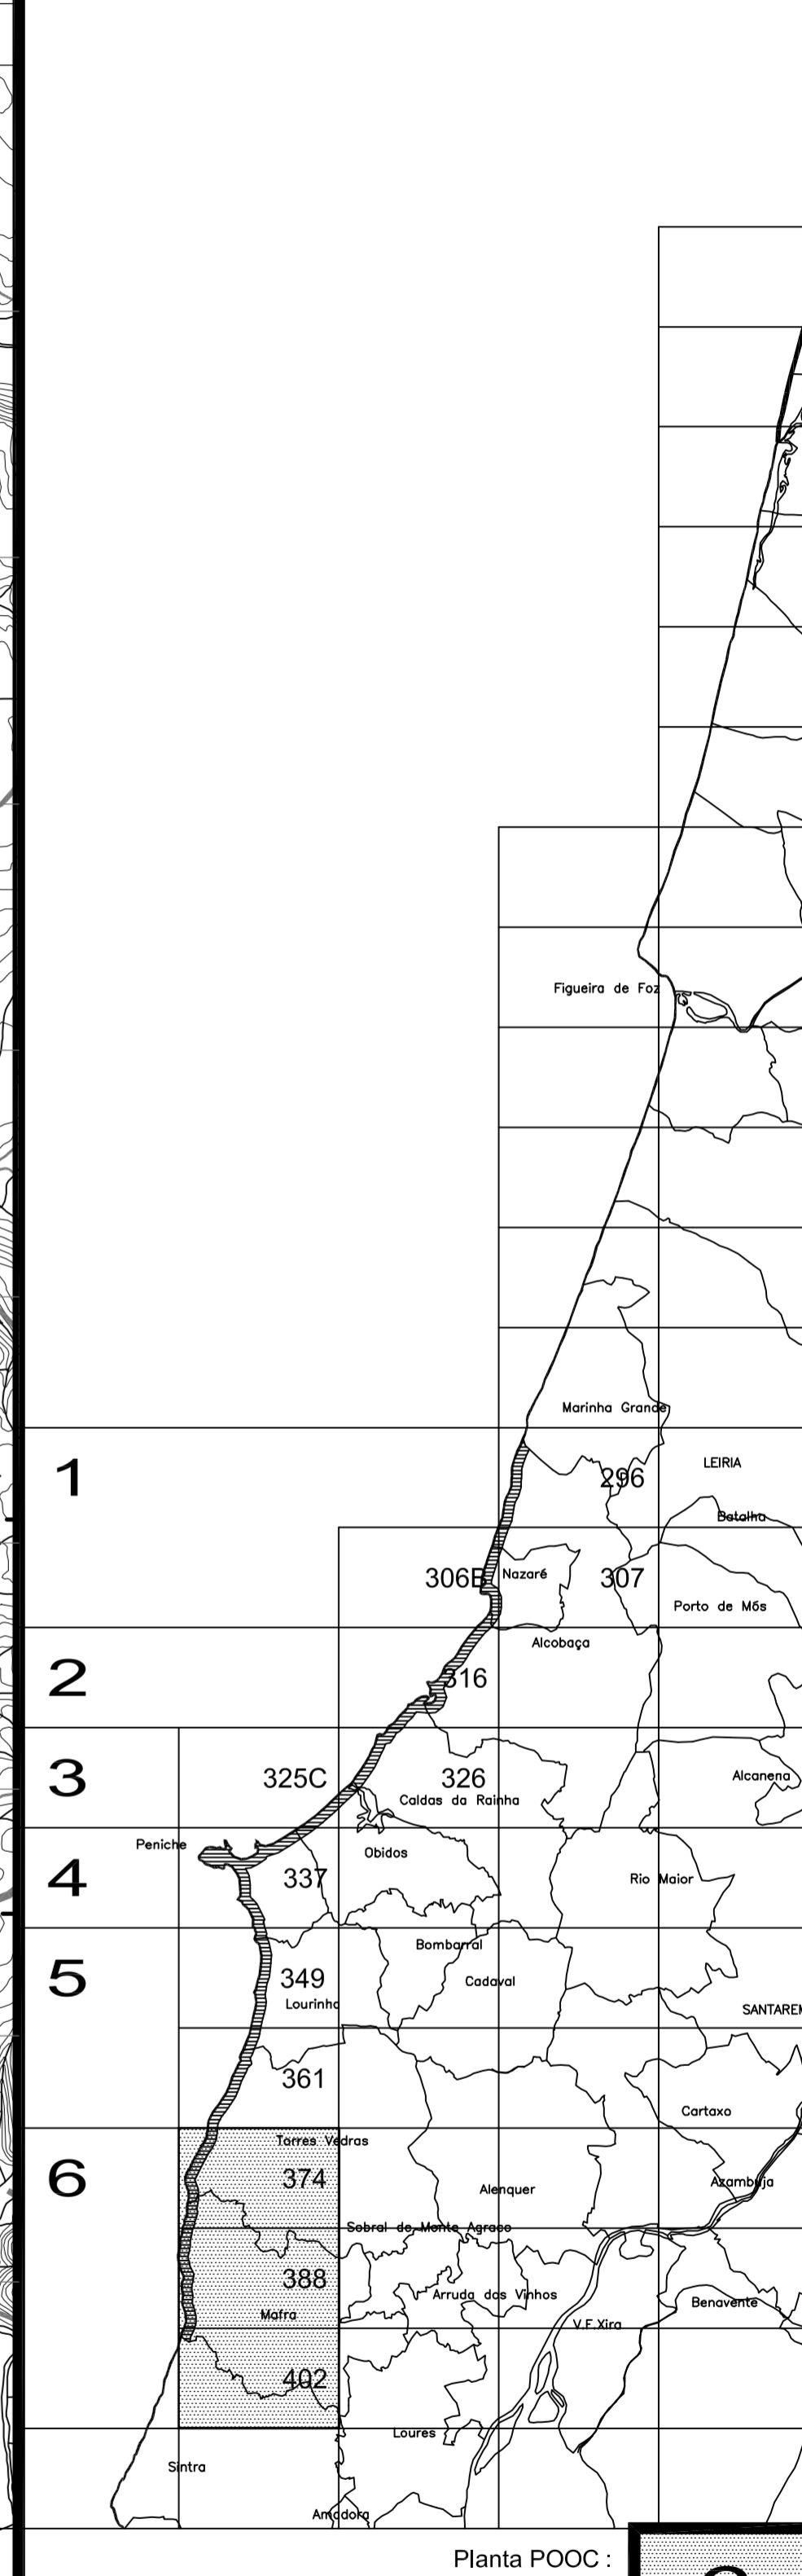 Figueira de Foz
Marinha Grande
1
296
LEIRIA
Batalha
306B
Nazaré
307
Porto de Mós
Alcobaça
2
316
3
325C
326
Alcanena
Caldas da Rainha
Peniche
Obidos
4
337
Rio Maior
Bombarral
5
349
Cadaval
Lourinha
SANTAREM
361
Cartaxo
Torres Vedras
6
374
Azambuja
Alenquer
Sobral de Monte Agraco
388
Arruda dos Vinhos
Benavente
Mafra
V.F.Xira
402
Loures
Sintra
Amadora
Planta POOC :